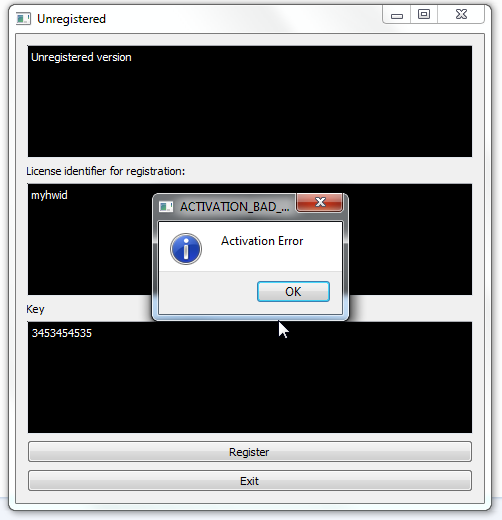 Unregistered
Unregistered version
License identifier for registration:
myhwid
ACTIVATION_BAD_...
Activation Error
OK
Key
3453454535
Register
Exit